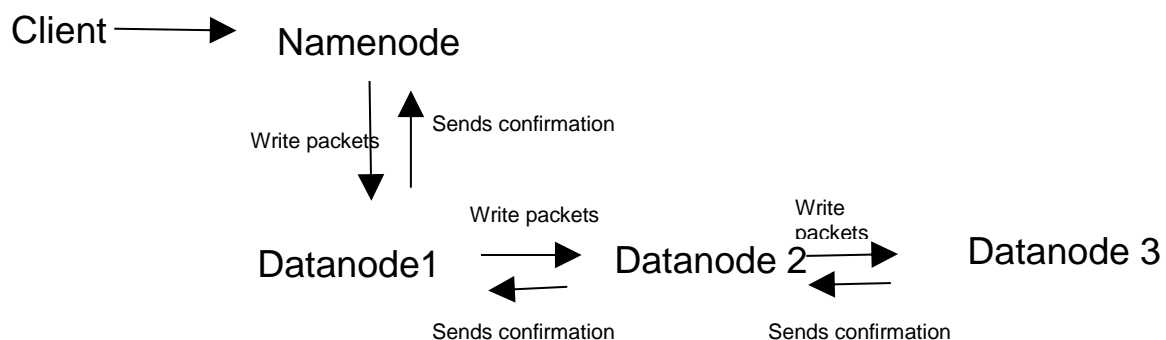 Client
Namenode
Sends confirmation
Write packets
Write packets
Write
packets
Datanode1
Datanode 2
Datanode 3
Sends confirmation
Sends confirmation